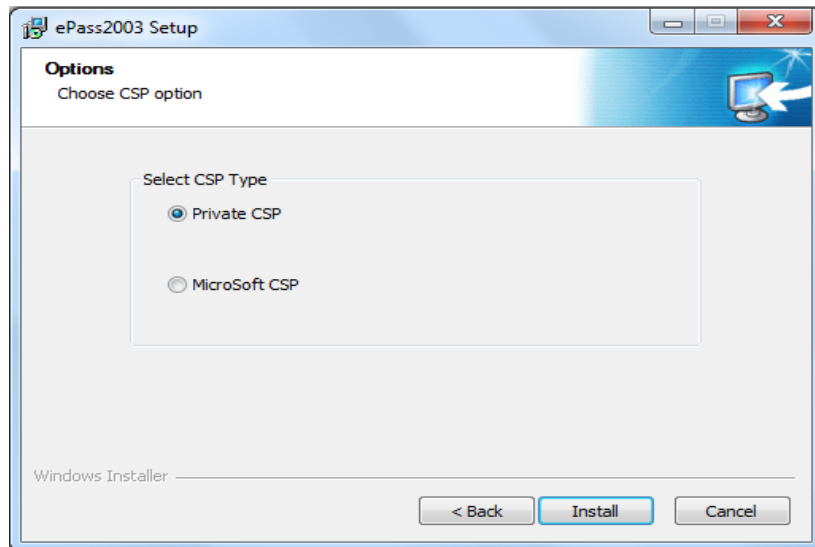 ePass2003 Setup
Options
Choose CSP option
Select CSP Type
Private CSP
MicroSoft CSP
Windows Installer
< Back
Install
Cancel